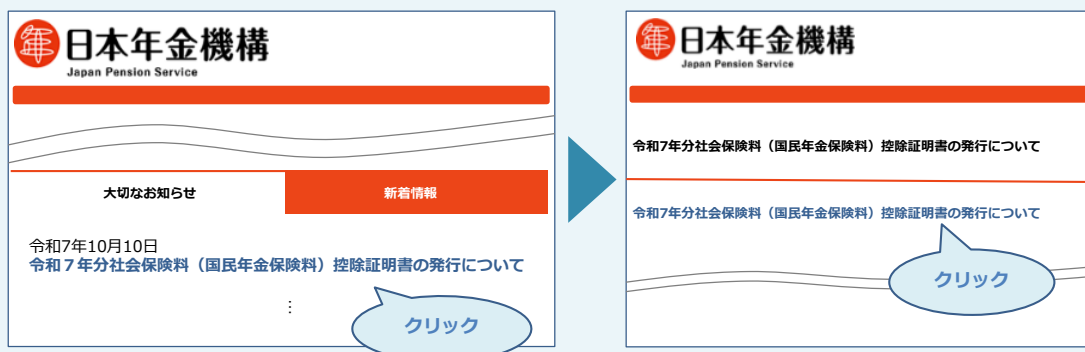 年
日本年金機構
Japan Pension Service
大切なお知らせ
新着情報
令和7年10月10日
令和７年分社会保険料（国民年金保険料）控除証明書の発行について
︙
クリック
年
日本年金機構
Japan Pension Service
令和7年分社会保険料（国民年金保険料）控除証明書の発行について
令和7年分社会保険料（国民年金保険料）控除証明書の発行について
クリック